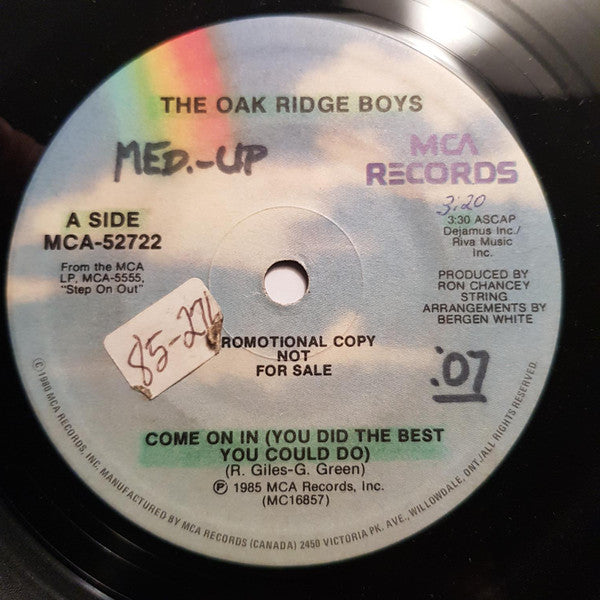 THE OAK RIDGE BOYS
MED.-UP
MCA
RECORDS
A SIDE
MCA-52722
3:20
3:30 ASCAP
Dejamus Inc./
Riva Music
Inc.
From the MCA
LP, MCA-5555,
"Step On Out"
PRODUCED BY
RON CHANCEY
STRING
ARRANGEMENTS BY
BERGEN WHITE
85-276
ROMOTIONAL COPY
NOT
FOR SALE
:07
COME ON IN (YOU DID THE BEST
YOU COULD DO)
(R. Giles-G. Green)
℗ 1985 MCA Records, Inc.
(MC16857)
(C) 1980 MCA RECORDS, INC. MANUFACTURED BY MCA RECORDS (CANADA) 2450 VICTORIA PK. AVE., WILLOWDALE, ONT./ALL RIGHTS RESERVED.